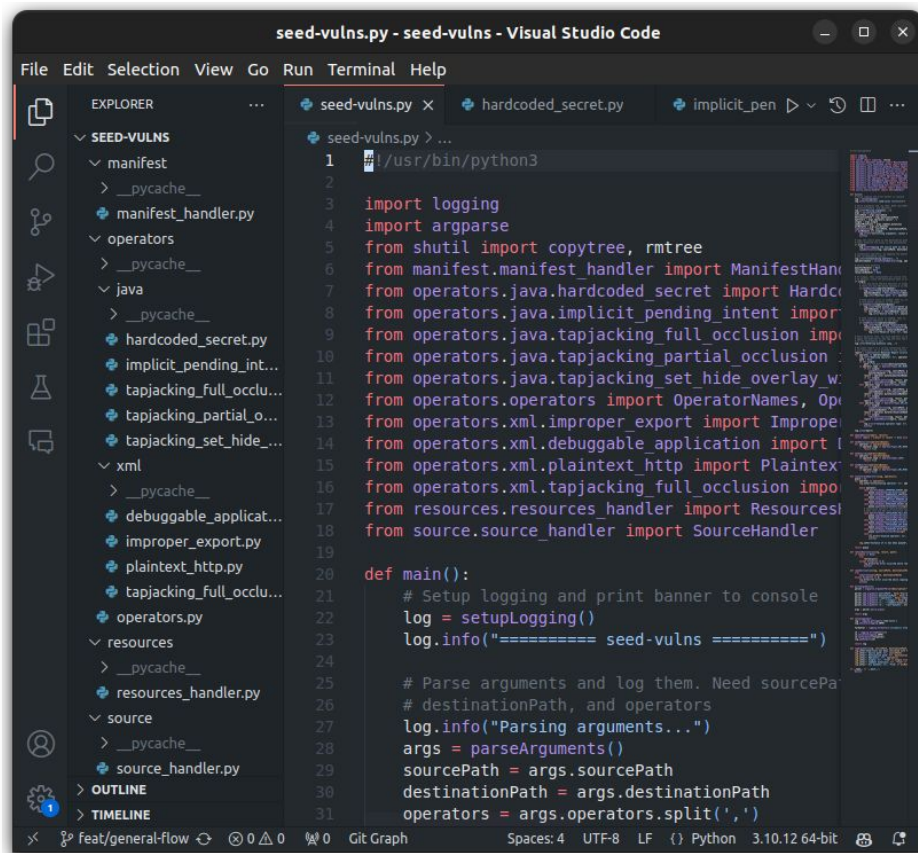 seed-vulns.py - seed-vulns - Visual Studio Code
File Edit Selection View Go Run Terminal Help
EXPLORER ...
SEED-VULNS
manifest
__pycache__
manifest_handler.py
operators
__pycache__
java
__pycache__
hardcoded_secret.py
implicit_pending_int...
tapjacking_full_occlu...
tapjacking_partial_o...
tapjacking_set_hide_...
xml
__pycache__
debuggable_applicat...
improper_export.py
plaintext_http.py
tapjacking_full_occlu...
operators.py
resources
__pycache__
resources_handler.py
source
__pycache__
source_handler.py
OUTLINE
TIMELINE
1
seed-vulns.py hardcoded_secret.py implicit_pen ...
seed-vulns.py > ...
1 #!/usr/bin/python3
2
3 import logging
4 import argparse
5 from shutil import copytree, rmtree
6 from manifest.manifest_handler import ManifestHan
7 from operators.java.hardcoded_secret import Hardco
8 from operators.java.implicit_pending_intent import
9 from operators.java.tapjacking_full_occlusion impo
10 from operators.java.tapjacking_partial_occlusion i
11 from operators.java.tapjacking_set_hide_overlay_wi
12 from operators.operators import OperatorNames, Ope
13 from operators.xml.improper_export import Improper
14 from operators.xml.debuggable_application import D
15 from operators.xml.plaintext_http import Plaintext
16 from operators.xml.tapjacking_full_occlusion impor
17 from resources.resources_handler import ResourcesH
18 from source.source_handler import SourceHandler
19
20 def main():
21 # Setup logging and print banner to console
22 log = setupLogging()
23 log.info("========== seed-vulns ==========")
24
25 # Parse arguments and log them. Need sourcePat
26 # destinationPath, and operators
27 log.info("Parsing arguments...")
28 args = parseArguments()
29 sourcePath = args.sourcePath
30 destinationPath = args.destinationPath
31 operators = args.operators.split(',')
feat/general-flow 0 0 0 Git Graph Spaces: 4 UTF-8 LF {} Python 3.10.12 64-bit